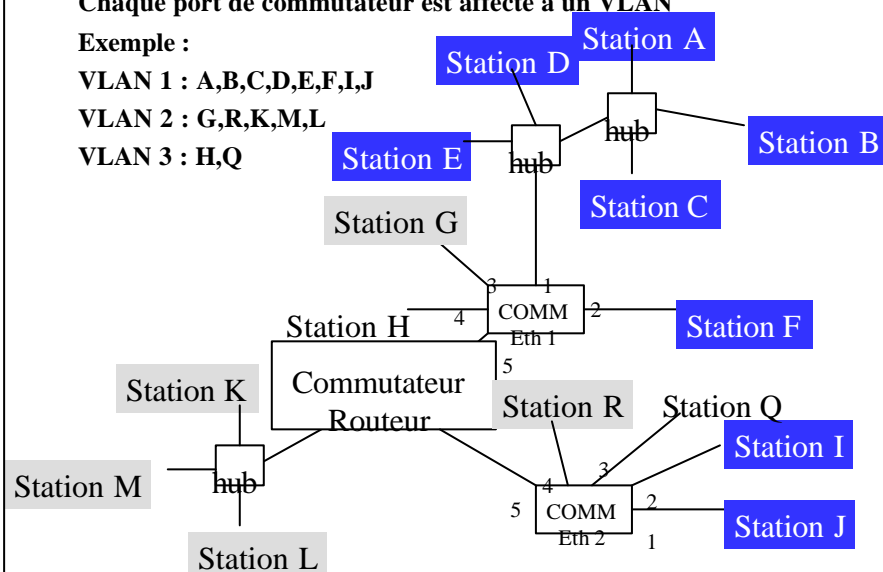 Chaque port de commutateur est affecté à un VLAN
Exemple :
VLAN 1 : A,B,C,D,E,F,I,J
VLAN 2 : G,R,K,M,L
VLAN 3 : H,Q
Station A
Station D
hub
Station B
Station E
hub
Station C
Station G
3
1
4
COMM
Eth 1
2
Station F
Station H
5
Commutateur
Routeur
Station K
Station R
Station Q
Station I
hub
Station M
3
4
5
COMM
Eth 2
2
1
Station J
Station L